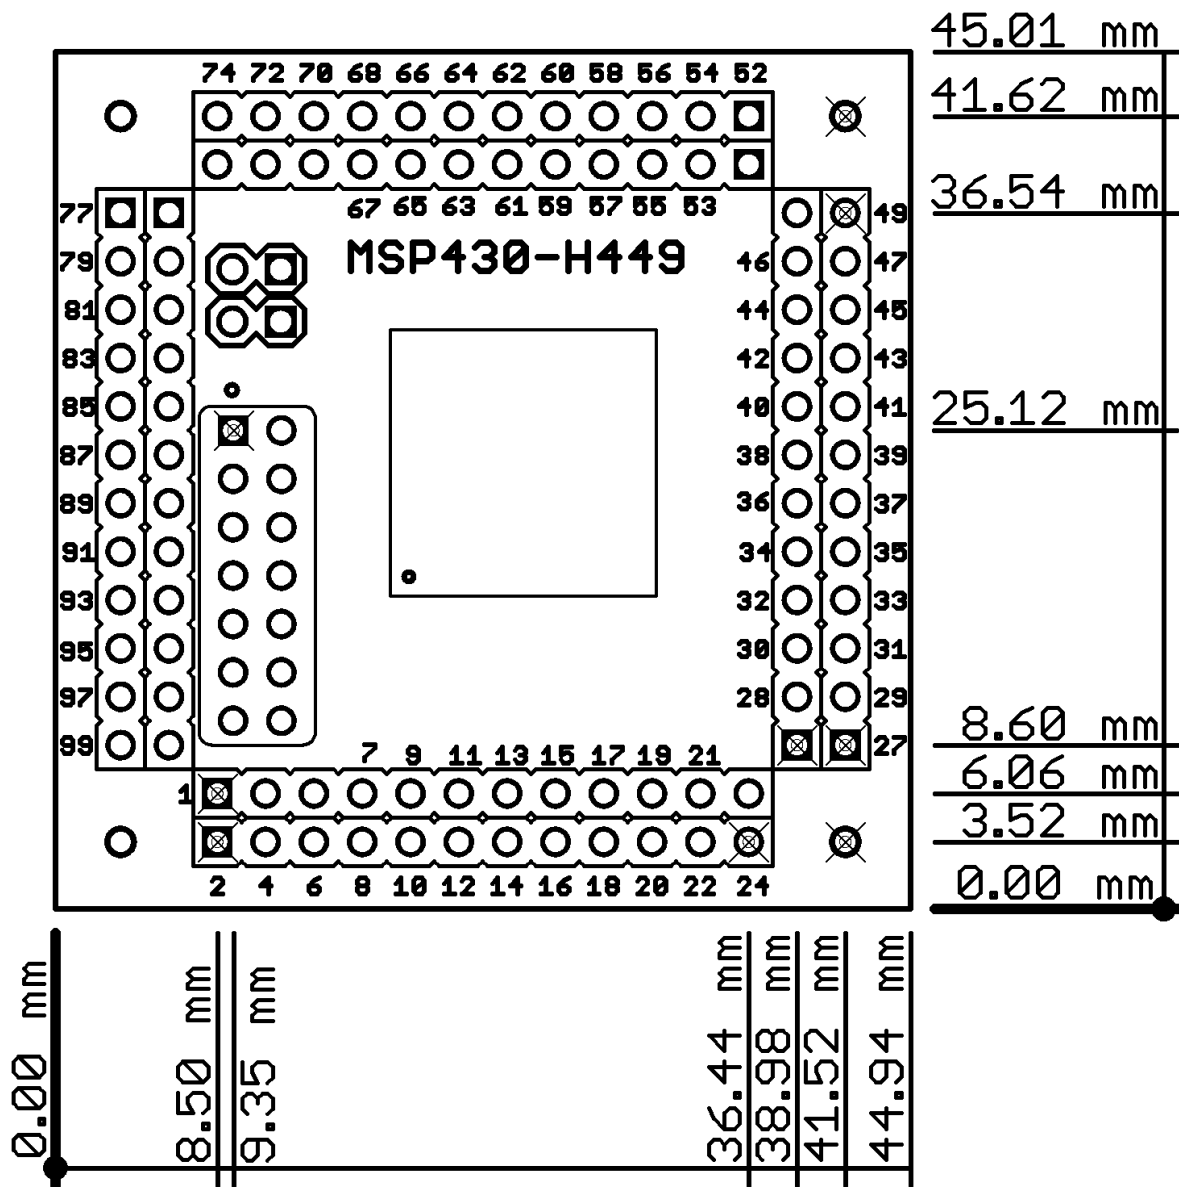 45.01 mm
74 72 70 68 66 64 62 60 58 56 54 52
41.62 mm
36.54 mm
77 67 65 63 61 59 57 55 53 49
MSP430-H449
79 46 47
81 44 45
83 42 43
85 40 41
25.12 mm
87 38 39
89 36 37
91 34 35
93 32 33
95 30 31
97 28 29
8.60 mm
99 7 9 11 13 15 17 19 21 27
6.06 mm
1
3.52 mm
2 4 6 8 10 12 14 16 18 20 22 24
0.00 mm
0.00 mm
8.50 mm
9.35 mm
36.44 mm
38.98 mm
41.52 mm
44.94 mm